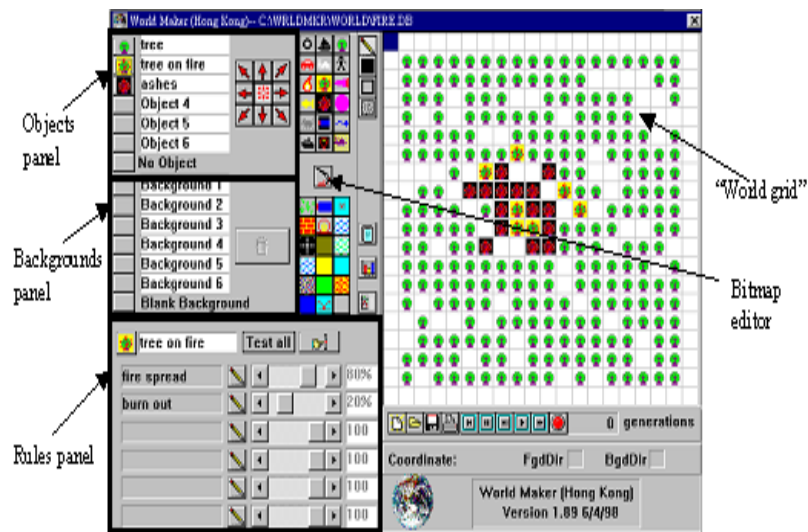 World Maker (Hong Kong)-- C:\WRLDMKR\WORLD\FIRE.DB
tree
tree on fire
ashes
Object 4
Object 5
Object 6
No Object
Objects
panel
Background 1
Background 2
Background 3
Background 4
Background 5
Background 6
Blank Background
Backgrounds
panel
"World grid"
Bitmap
editor
tree on fire
Test all
fire spread 80%
burn out 20%
100
100
100
100
Rules panel
0 generations
Coordinate: FgdDir BgdDir
World Maker (Hong Kong)
Version 1.89 6/4/98